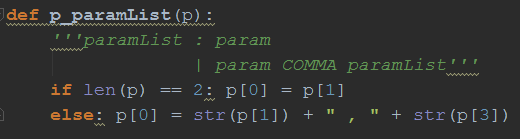 def p_paramList(p):
    '''paramList : param
                 | param COMMA paramList'''
    if len(p) == 2: p[0] = p[1]
    else: p[0] = str(p[1]) + " , " + str(p[3])